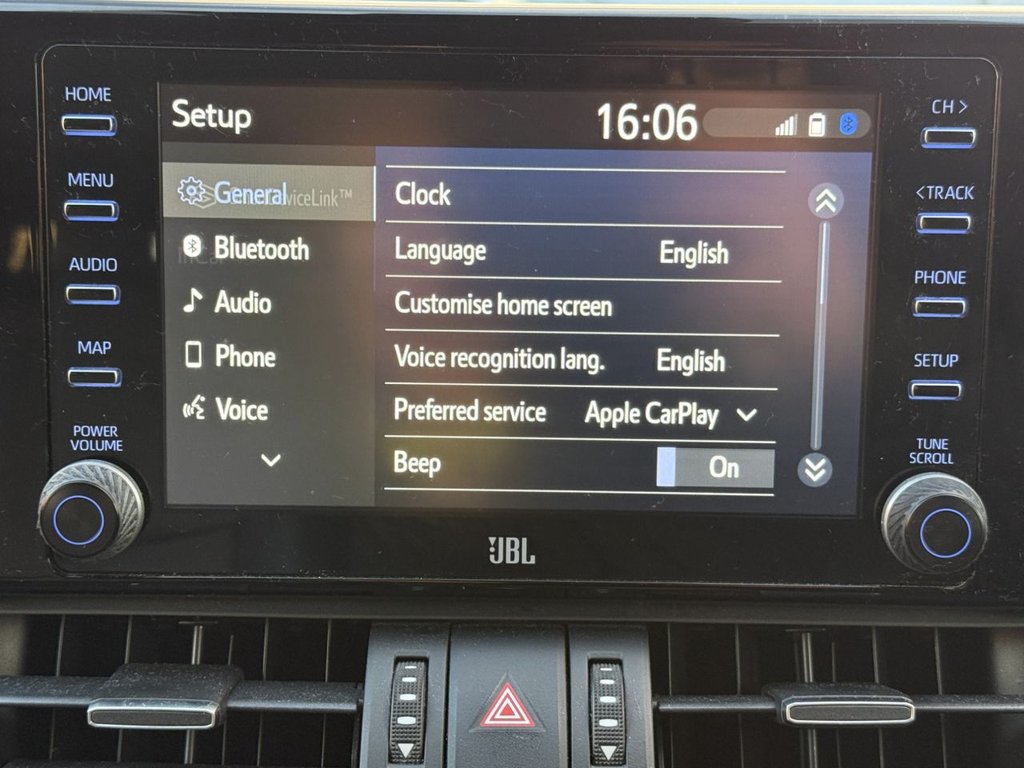 HOME
MENU
AUDIO
MAP
POWER
VOLUME
Setup
16:06
General
ServiceLink™
Bluetooth
Audio
Phone
Voice
Clock
Language English
Customise home screen
Voice recognition lang. English
Preferred service Apple CarPlay
Beep On
CH >
< TRACK
PHONE
SETUP
TUNE
SCROLL
JBL